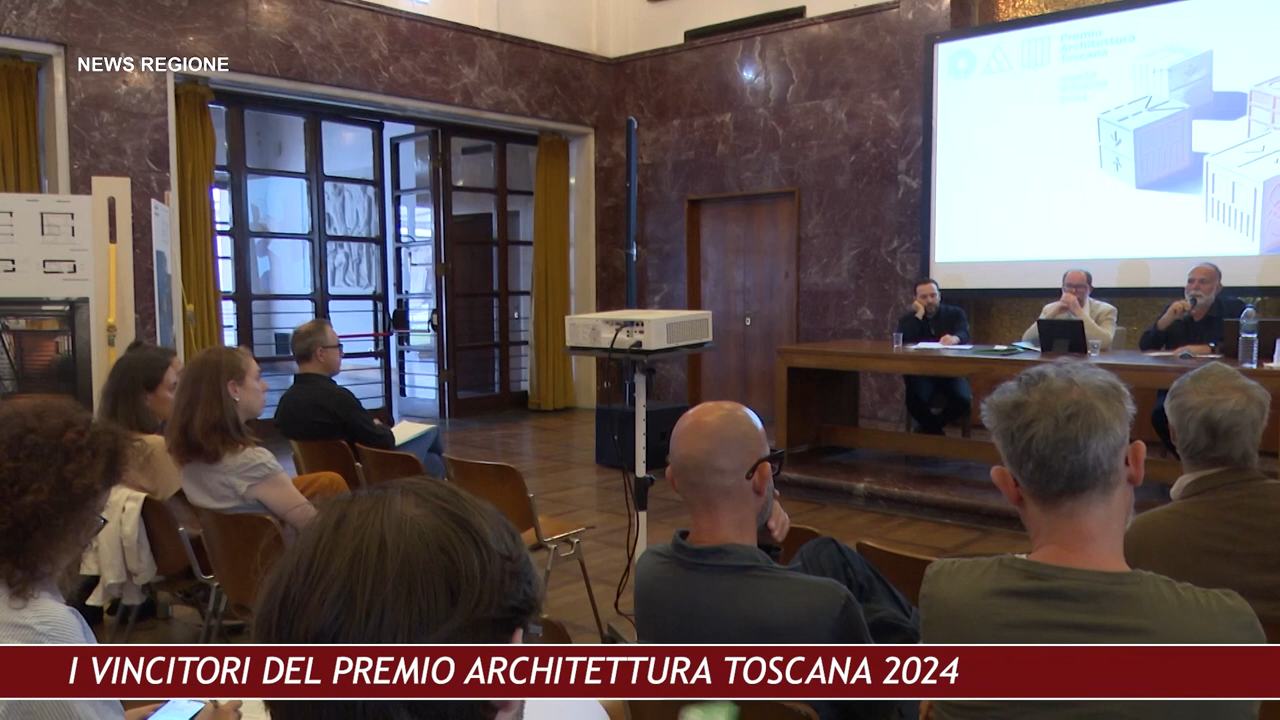 NEWS REGIONE
Premio
Architettura
Toscana
I VINCITORI DEL PREMIO ARCHITETTURA TOSCANA 2024